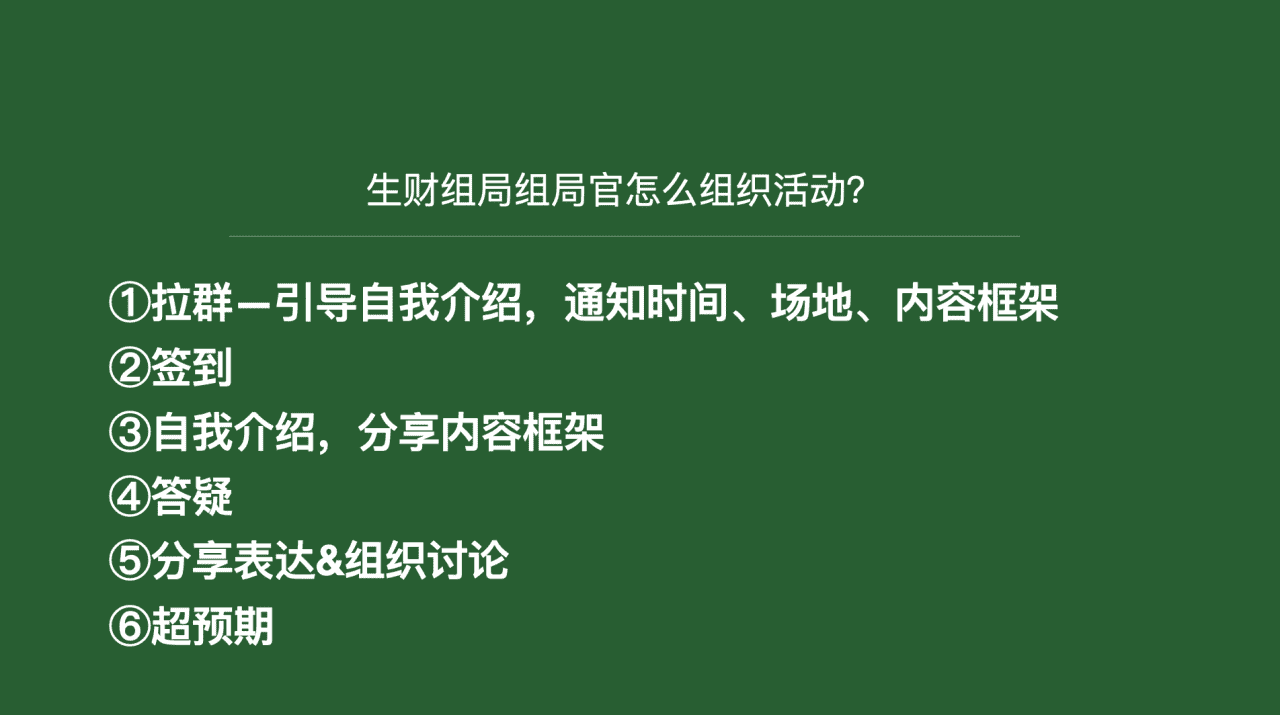 生财组局组局官怎么组织活动?
①拉群—引导自我介绍，通知时间、场地、内容框架
②签到
③自我介绍，分享内容框架
④答疑
⑤分享表达&组织讨论
⑥超预期